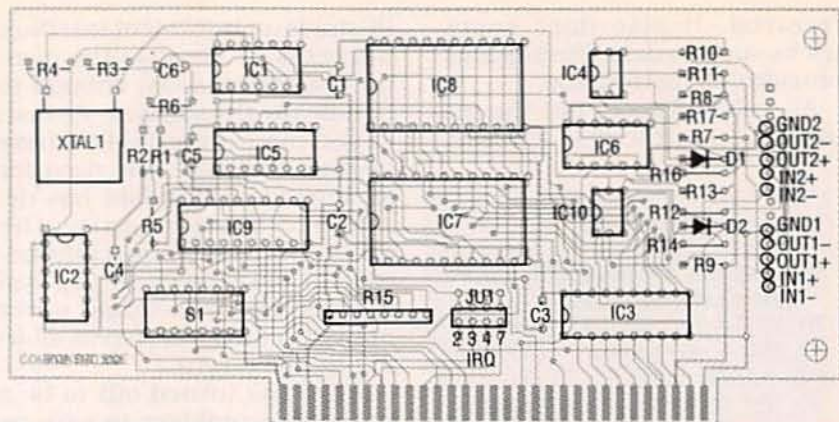 R4 R3 C6 IC1 C1 IC8 IC4 R10
R11
R6 R8
R17
XTAL1 R2 R1 C5 IC5 IC6 R7
GND2
OUT2-
D1 OUT2+
R16 IN2+
R13 IN2-
R5 IC9 C2 IC7 IC10 R12
D2 GND1
R14 OUT1-
IC2 C4 R9 OUT1+
IN1+
S1 R15 JU1 C3 IC3 IN1-
2 3 4 7
IRQ